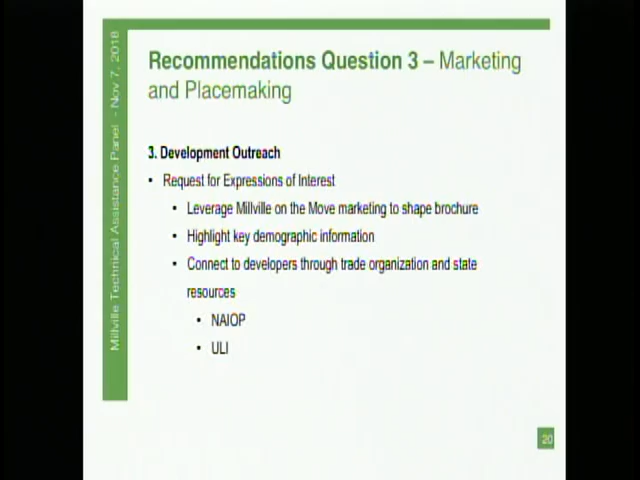 Millville Technical Assistance Panel - Nov 7, 2018
Recommendations Question 3 – Marketing
and Placemaking
3. Development Outreach
• Request for Expressions of Interest
• Leverage Millville on the Move marketing to shape brochure
• Highlight key demographic information
• Connect to developers through trade organization and state
resources
• NAIOP
• ULI
20